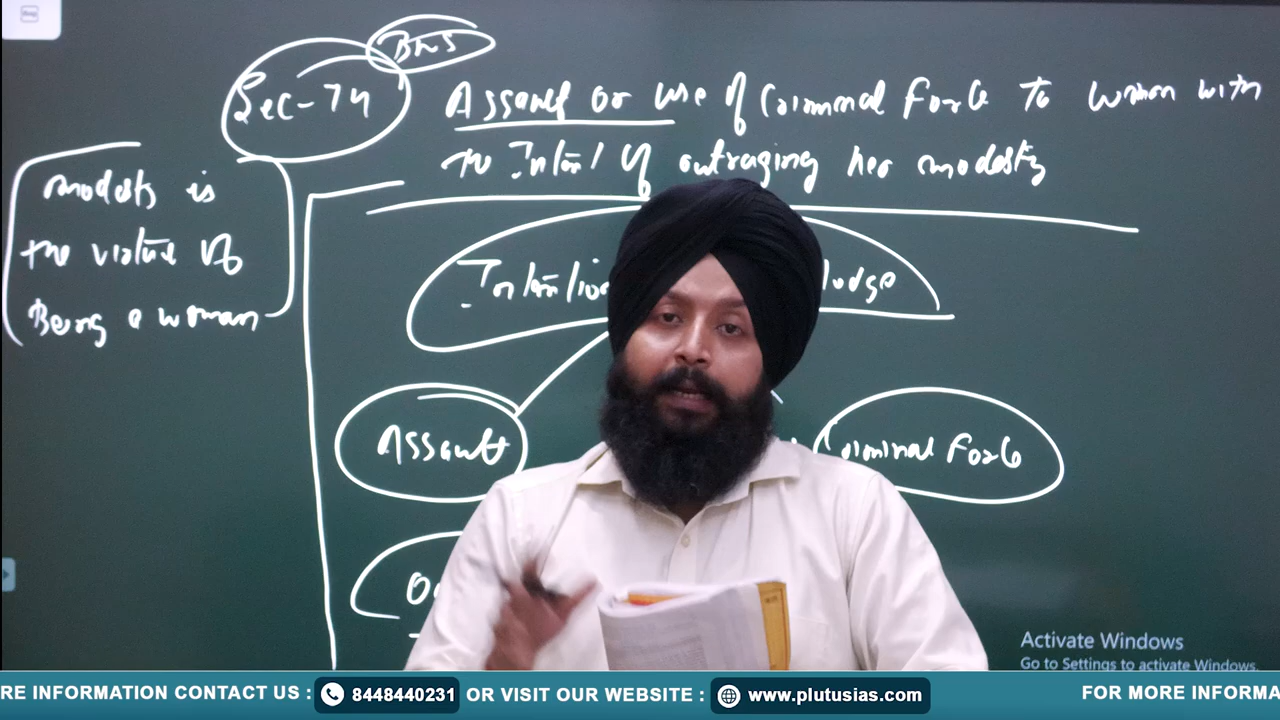 BNS
Sec-74
Assault or use of Criminal Force To woman with
the Intent of outraging her modesty
modesty is
the virtue of
Being a woman
Assault
Criminal Force
Activate Windows
Go to Settings to activate Windows.
RE INFORMATION CONTACT US : 8448440231 OR VISIT OUR WEBSITE : www.plutusias.com FOR MORE INFORMA